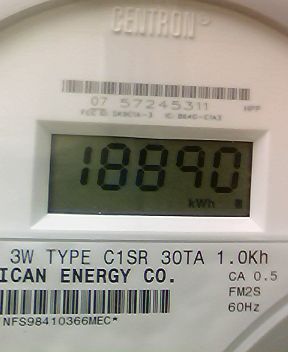 CENTRON®
07 57245311
18890
kWh
3W TYPE C1SR 30TA 1.0Kh
ICAN ENERGY CO.
CA 0.5
FM2S
60Hz
NFS98410366MEC*